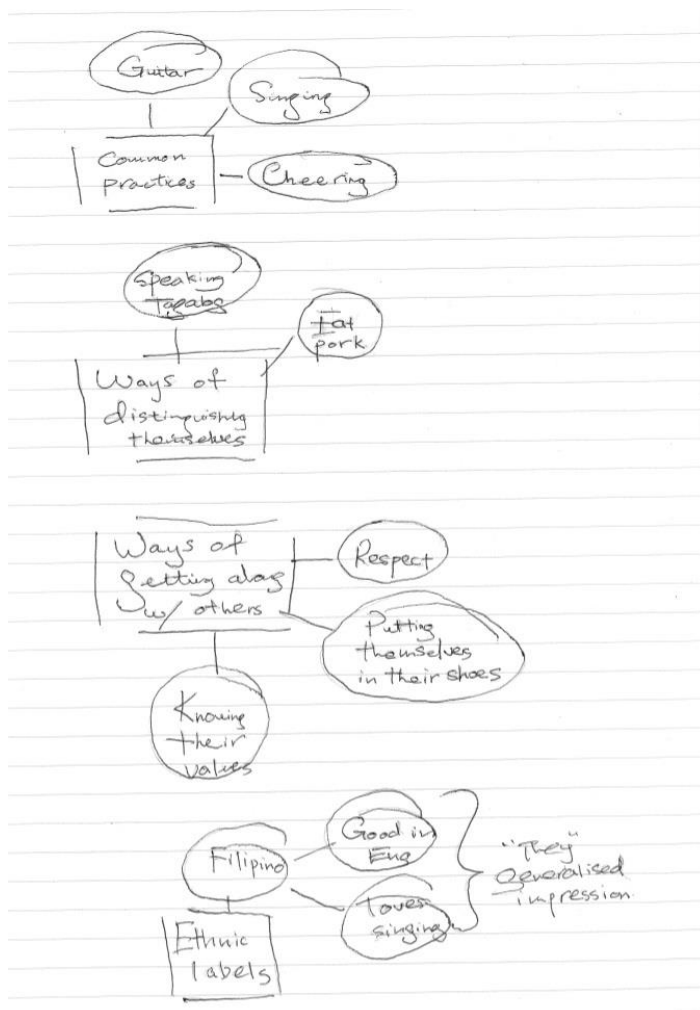 Guitar
Singing
Common
practices
Cheering
Speaking
Tagalog
Eat
pork
Ways of
distinguishing
themselves
Ways of
getting along
w/ others
Respect
Putting
themselves
in their shoes
Knowing
their
values
Good in
Eng
Filipino
"They"
generalised
impression
loves
singing
Ethnic
labels